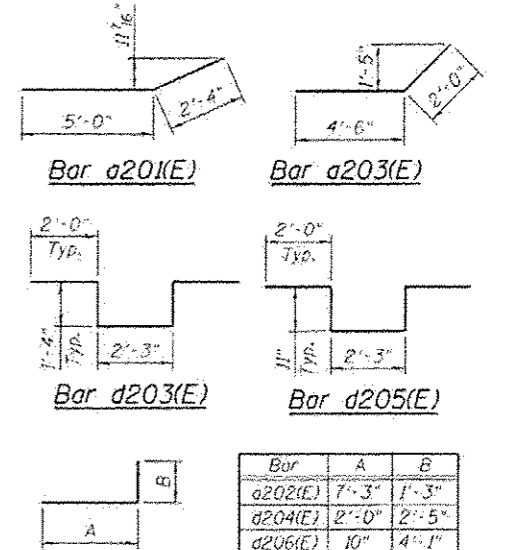 11 7/16"
5'-0"
2'-4"
Bar a201(E)
1'-5"
4'-6"
2'-0"
Bar a203(E)
2'-0"
Typ.
1'-4"
Typ.
2'-3"
Bar d203(E)
2'-0"
Typ.
11"
Typ.
2'-3"
Bar d205(E)
B
A
Bar A B
a202(E) 7'-3" 1'-3"
d204(E) 2'-0" 2'-5"
d206(E) 10" 4'-1"